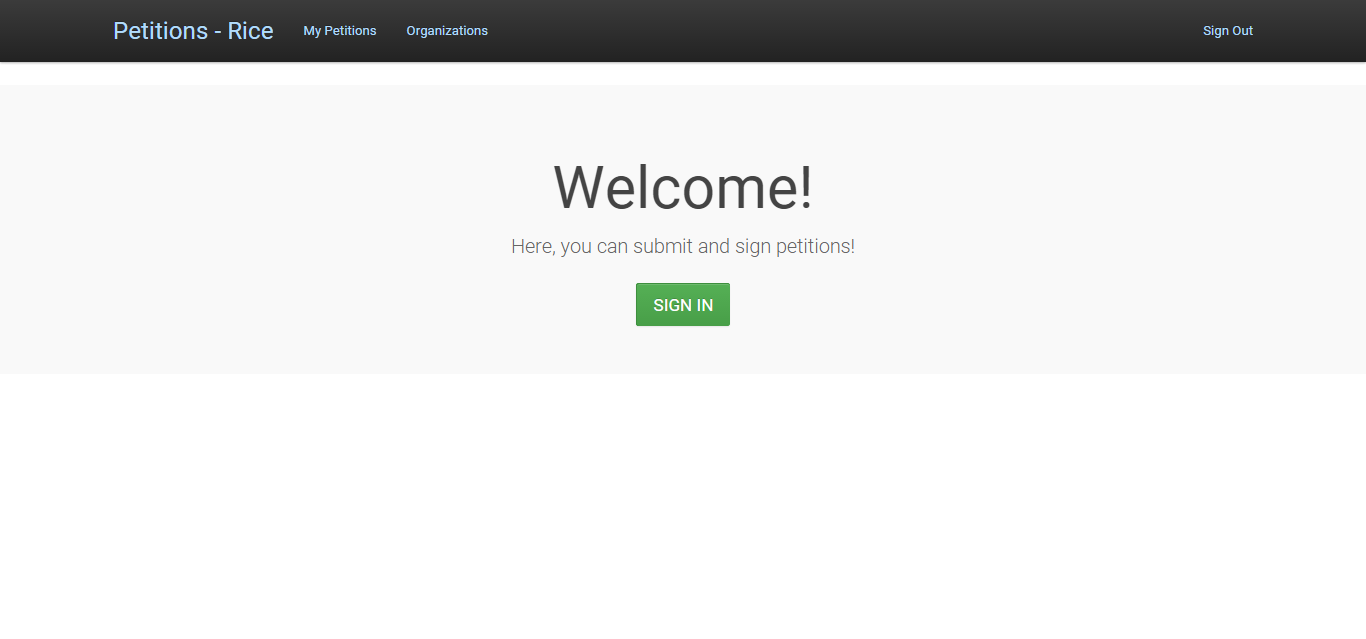 Petitions - Rice My Petitions Organizations Sign Out
Welcome!
Here, you can submit and sign petitions!
SIGN IN